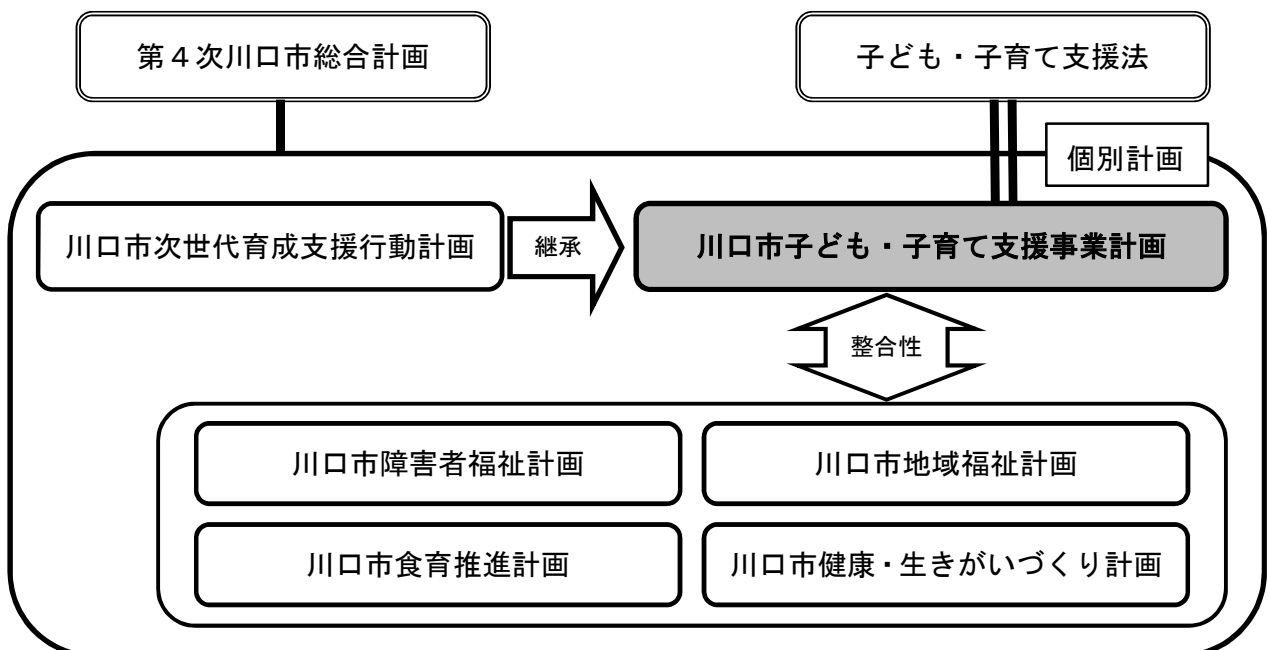 第４次川口市総合計画
子ども・子育て支援法
個別計画
川口市次世代育成支援行動計画
継承
川口市子ども・子育て支援事業計画
整合性
川口市障害者福祉計画
川口市地域福祉計画
川口市食育推進計画
川口市健康・生きがいづくり計画